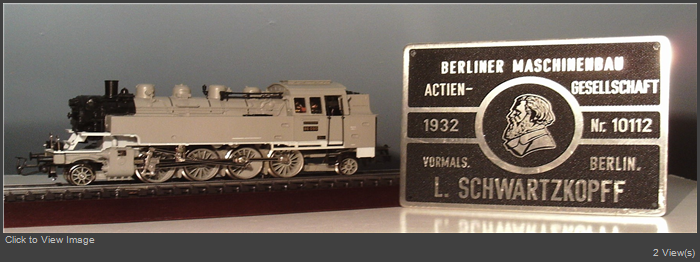 BERLINER MASCHINENBAU
ACTIEN- GESELLSCHAFT
1932 Nr. 10112
VORMALS. BERLIN.
L. SCHWARTZKOPFF
Click to View Image
2 View(s)